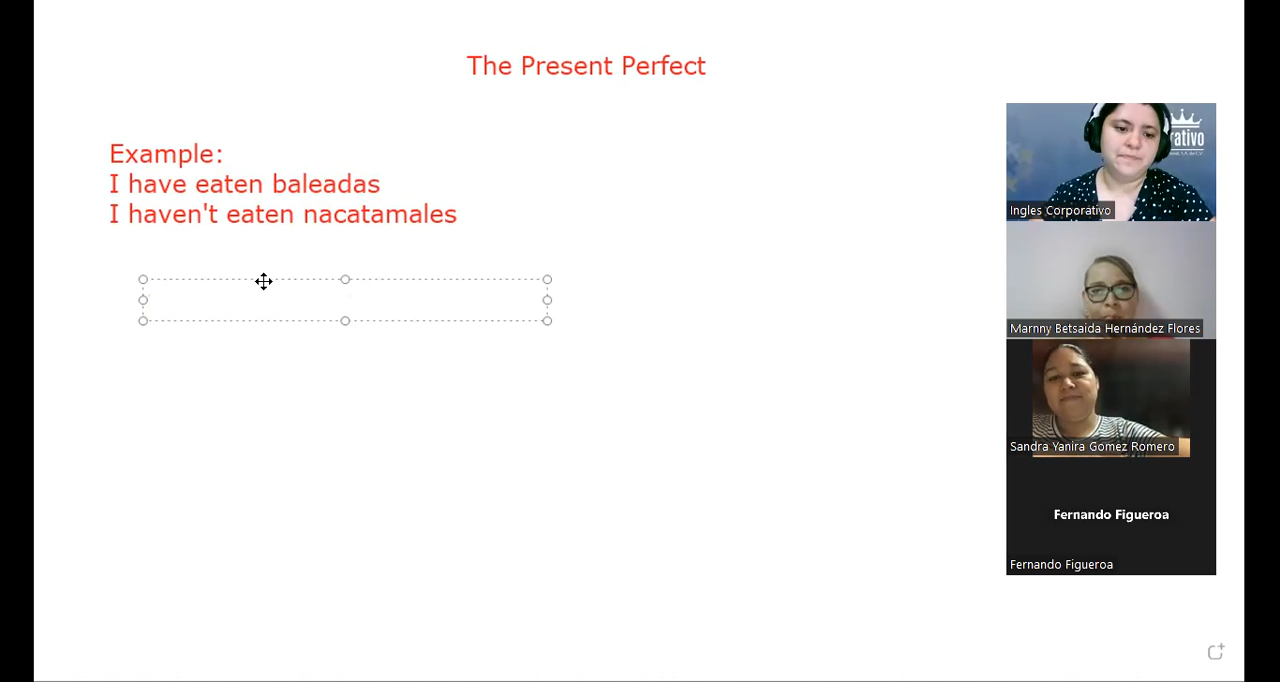 The Present Perfect
Example:
I have eaten baleadas
I haven't eaten nacatamales
rativo
Ingles Corporativo
Marnny Betsaida Hernández Flores
Sandra Yanira Gomez Romero
Fernando Figueroa
Fernando Figueroa